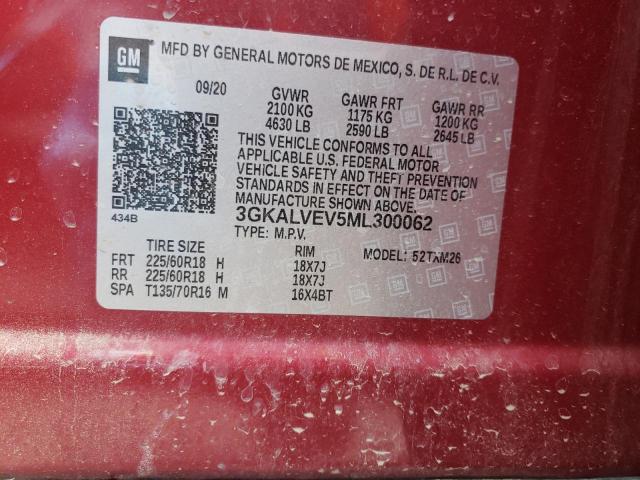 GM MFD BY GENERAL MOTORS DE MEXICO, S. DE R.L. DE C.V.
09/20 GVWR GAWR FRT GAWR RR
2100 KG 1175 KG 1200 KG
4630 LB 2590 LB 2645 LB
THIS VEHICLE CONFORMS TO ALL
APPLICABLE U.S. FEDERAL MOTOR
VEHICLE SAFETY AND THEFT PREVENTION
STANDARDS IN EFFECT ON THE DATE OF
MANUFACTURE SHOWN ABOVE.
434B 3GKALVEV5ML300062
TYPE: M.P.V. MODEL: 52TXM26
TIRE SIZE RIM
FRT 225/60R18 H 18X7J
RR 225/60R18 H 18X7J
SPA T135/70R16 M 16X4BT